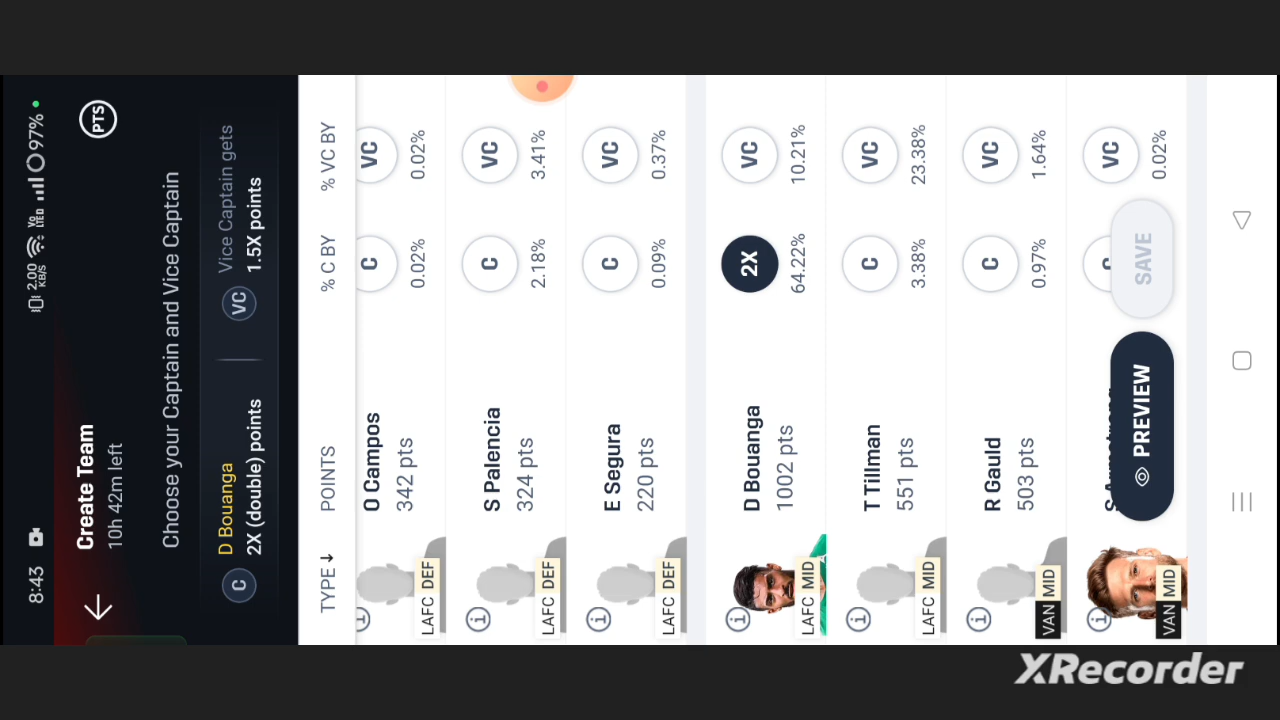 8:43
2.00 KB/S
Vo LTED
97%
Create Team
10h 42m left
PTS
Choose your Captain and Vice Captain
C
D Bouanga
2X (double) points
VC
Vice Captain gets
1.5X points
TYPE ↓
POINTS
% C BY
% VC BY
LAFC DEF
O Campos
342 pts
C
0.02%
VC
0.02%
LAFC DEF
S Palencia
324 pts
C
2.18%
VC
3.41%
LAFC DEF
E Segura
220 pts
C
0.09%
VC
0.37%
LAFC MID
D Bouanga
1002 pts
2X
64.22%
VC
10.21%
LAFC MID
T Tillman
551 pts
C
3.38%
VC
23.38%
VAN MID
R Gauld
503 pts
C
0.97%
VC
1.64%
VAN MID
VC
0.02%
PREVIEW
SAVE
XRecorder